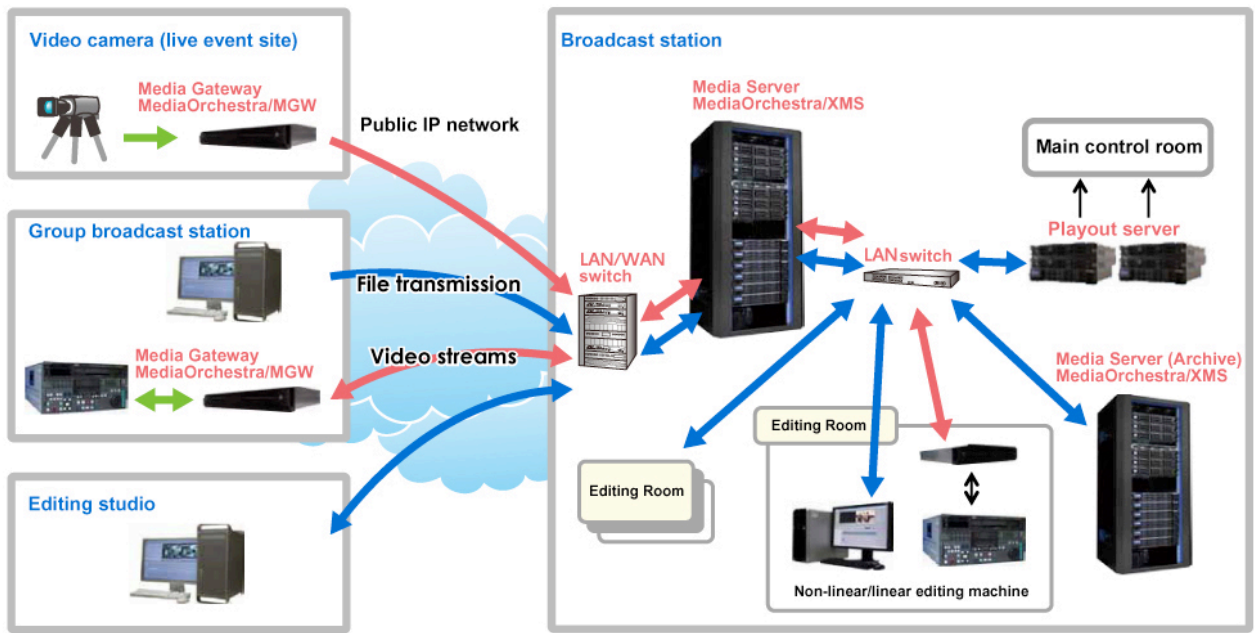 Video camera (live event site)
Media Gateway
MediaOrchestra/MGW
Public IP network
Group broadcast station
File transmission
Video streams
Media Gateway
MediaOrchestra/MGW
Editing studio
Broadcast station
Media Server
MediaOrchestra/XMS
Main control room
Playout server
LAN/WAN
switch
LAN switch
Media Server (Archive)
MediaOrchestra/XMS
Editing Room
Editing Room
Non-linear/linear editing machine